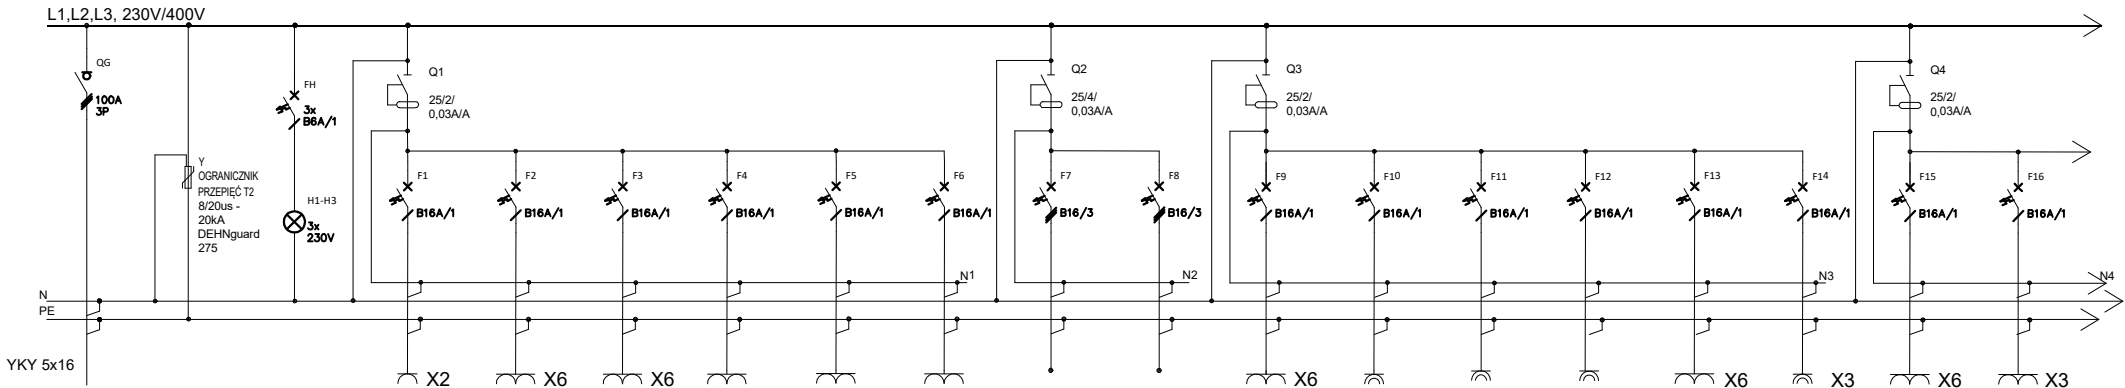 L1,L2,L3, 230V/400V
QG
100A
3P
Y
OGRANICZNIK
PRZEPIĘĆ T2
8/20us -
20kA
DEHNguard
275
FH
3x
B6A/1
H1-H3
3x
230V
Q1
25/2/
0,03A/A
F1
B16A/1
F2
B16A/1
F3
B16A/1
F4
B16A/1
F5
B16A/1
F6
B16A/1
N1
Q2
25/4/
0,03A/A
F7
B16/3
F8
B16/3
N2
Q3
25/2/
0,03A/A
F9
B16A/1
F10
B16A/1
F11
B16A/1
F12
B16A/1
F13
B16A/1
F14
B16A/1
N3
Q4
25/2/
0,03A/A
F15
B16A/1
F16
B16A/1
N4
N
PE
YKY 5x16
X2
X6
X6
X6
X6
X3
X6
X3